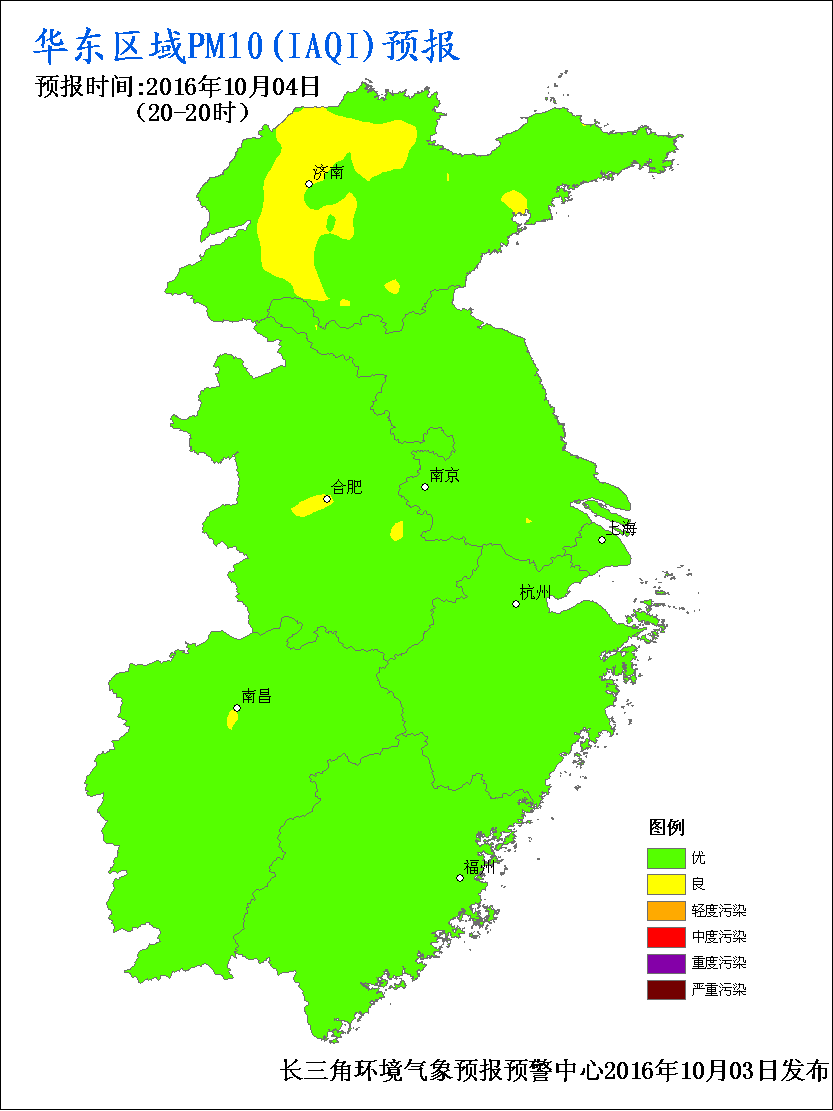 华东区域PM10(IAQI)预报
预报时间:2016年10月04日
(20-20时)
济南
合肥
南京
上海
杭州
南昌
福州
图例
优
良
轻度污染
中度污染
重度污染
严重污染
长三角环境气象预报预警中心2016年10月03日发布